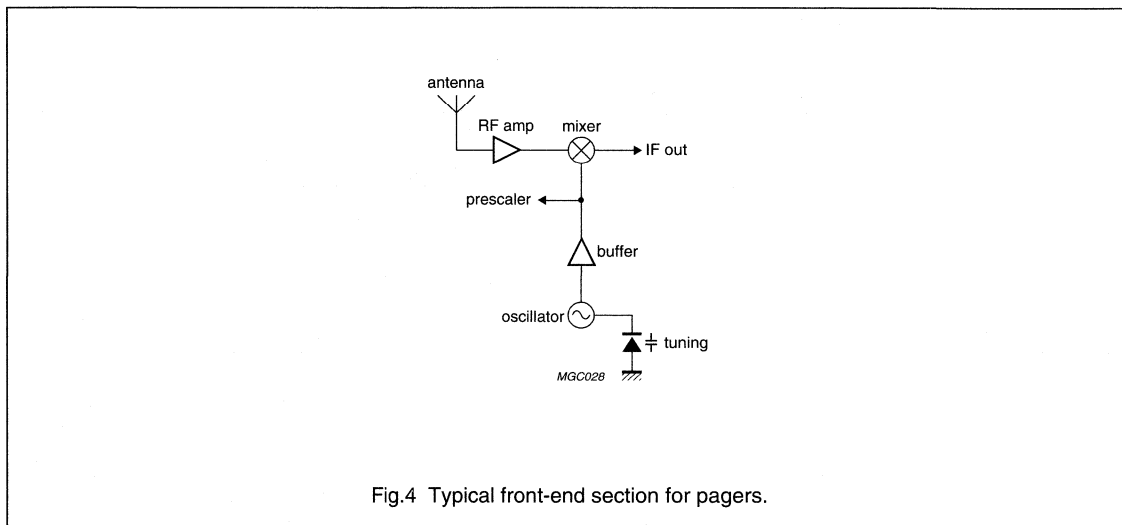 antenna
RF amp
mixer
IF out
prescaler
buffer
oscillator
tuning
MGC028
Fig.4 Typical front-end section for pagers.